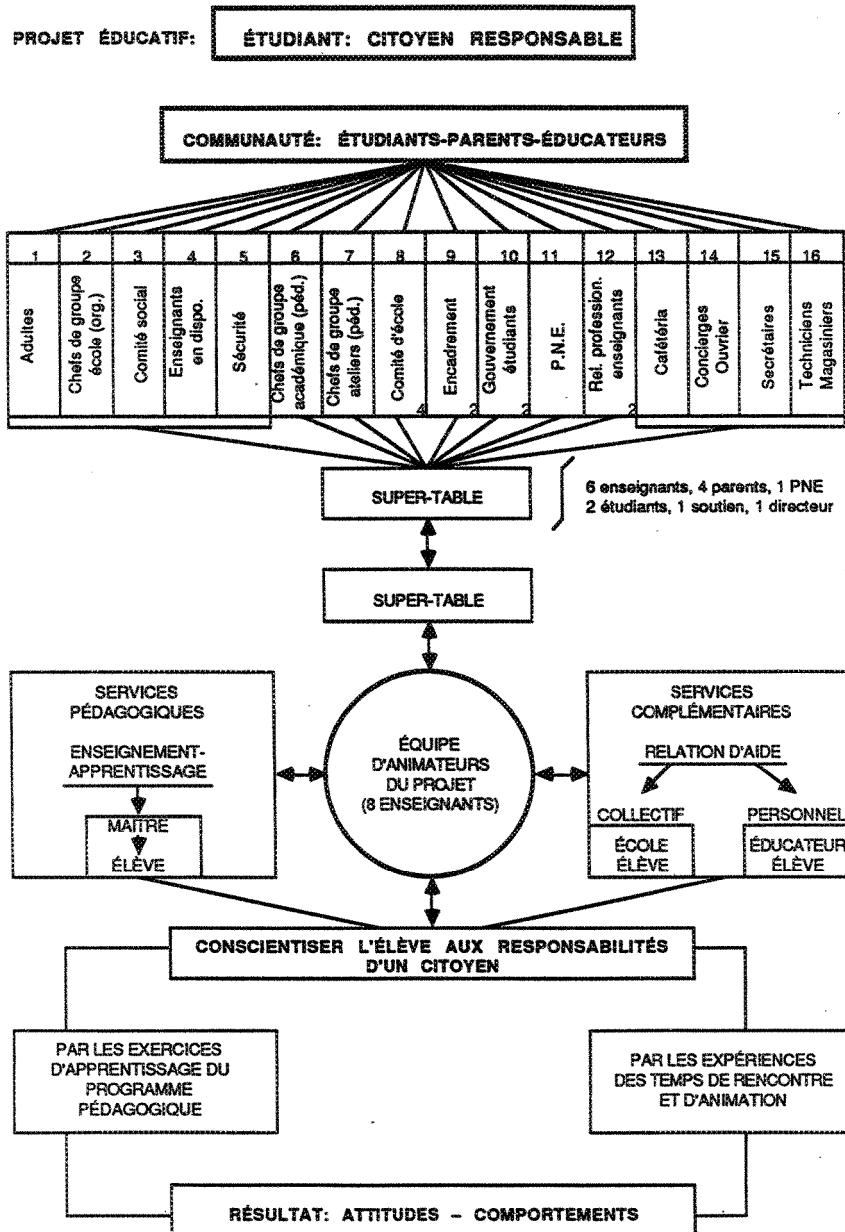 PROJET ÉDUCATIF:
ÉTUDIANT: CITOYEN RESPONSABLE
COMMUNAUTÉ: ÉTUDIANTS-PARENTS-ÉDUCATEURS
1 2 3 4 5 6 7 8 9 10 11 12 13 14 15 16
Adultes
Chefs de groupe
école (org.)
Comité social
Enseignants
en dispo.
Sécurité
Chefs de groupe
académique (péd.)
Chefs de groupe
ateliers (péd.)
Comité d'école
Encadrement
Gouvernement
étudiants
P.N.E.
Rel. profession.
enseignants
Cafétéria
Concierges
Ouvrier
Secrétaires
Techniciens
Magasiniers
4 2 2 2
SUPER-TABLE
6 enseignants, 4 parents, 1 PNE
2 étudiants, 1 soutien, 1 directeur
SUPER-TABLE
SERVICES
PÉDAGOGIQUES
ENSEIGNEMENT-
APPRENTISSAGE
MAITRE
ÉLÈVE
ÉQUIPE
D'ANIMATEURS
DU PROJET
(8 ENSEIGNANTS)
SERVICES
COMPLÉMENTAIRES
RELATION D'AIDE
COLLECTIF
ÉCOLE
ÉLÈVE
PERSONNEL
ÉDUCATEUR
ÉLÈVE
CONSCIENTISER L'ÉLÈVE AUX RESPONSABILITÉS
D'UN CITOYEN
PAR LES EXERCICES
D'APPRENTISSAGE DU
PROGRAMME
PÉDAGOGIQUE
PAR LES EXPÉRIENCES
DES TEMPS DE RENCONTRE
ET D'ANIMATION
RÉSULTAT: ATTITUDES – COMPORTEMENTS